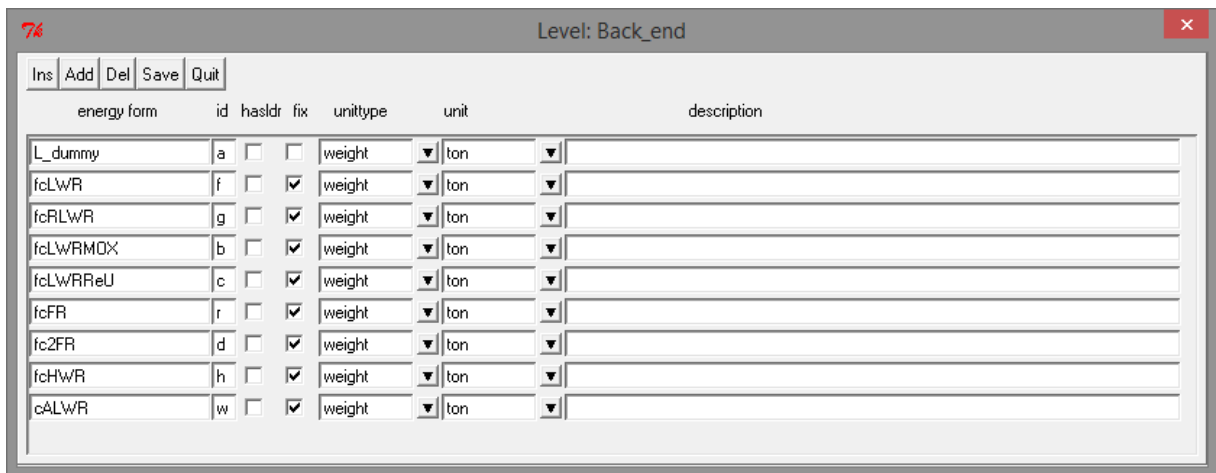 Level: Back_end
Ins Add Del Save Quit
energy form id hasldr fix unittype unit description
L_dummy a weight ton
fcLWR f weight ton
fcRLWR g weight ton
fcLWRMOX b weight ton
fcLWRReU c weight ton
fcFR r weight ton
fc2FR d weight ton
fcHWR h weight ton
cALWR w weight ton